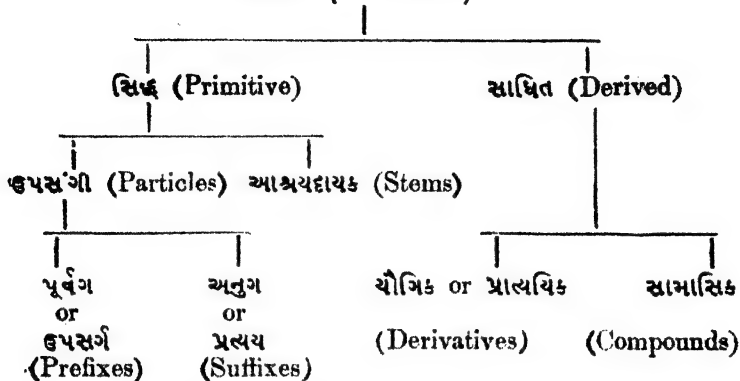 સિદ્ધ (Primitive) સાધિત (Derived)
ઉપસંગી (Particles) આશ્રયદાયક (Stems)
પૂર્વગ અનુગ યૌગિક or પ્રાત્યયિક સામાસિક
or or
ઉપસર્ગ પ્રત્યય (Derivatives) (Compounds)
(Prefixes) (Suffixes)